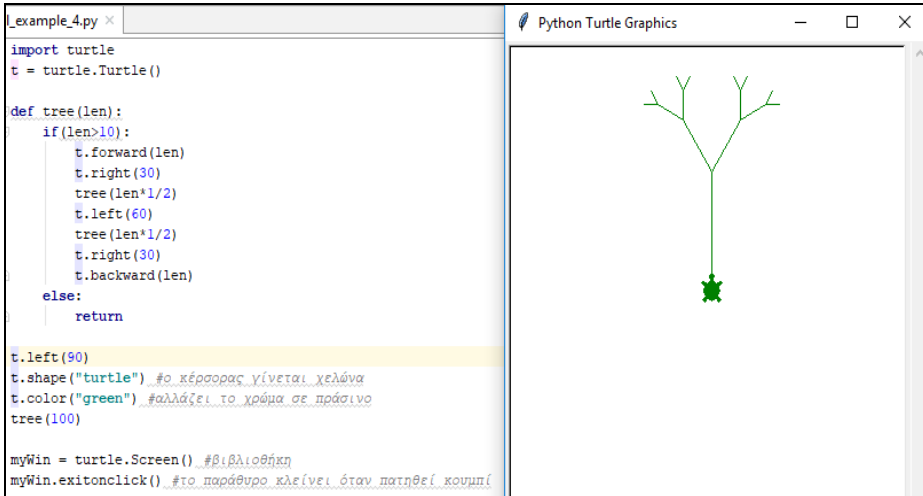 l_example_4.py ×
import turtle
t = turtle.Turtle()
def tree(len):
if(len>10):
t.forward(len)
t.right(30)
tree(len*1/2)
t.left(60)
tree(len*1/2)
t.right(30)
t.backward(len)
else:
return
t.left(90)
t.shape("turtle") #ο κέρσορας γίνεται χελώνα
t.color("green") #αλλάζει το χρώμα σε πράσινο
tree(100)
myWin = turtle.Screen() #βιβλιοθήκη
myWin.exitonclick() #το παράθυρο κλείνει όταν πατηθεί κουμπί
Python Turtle Graphics